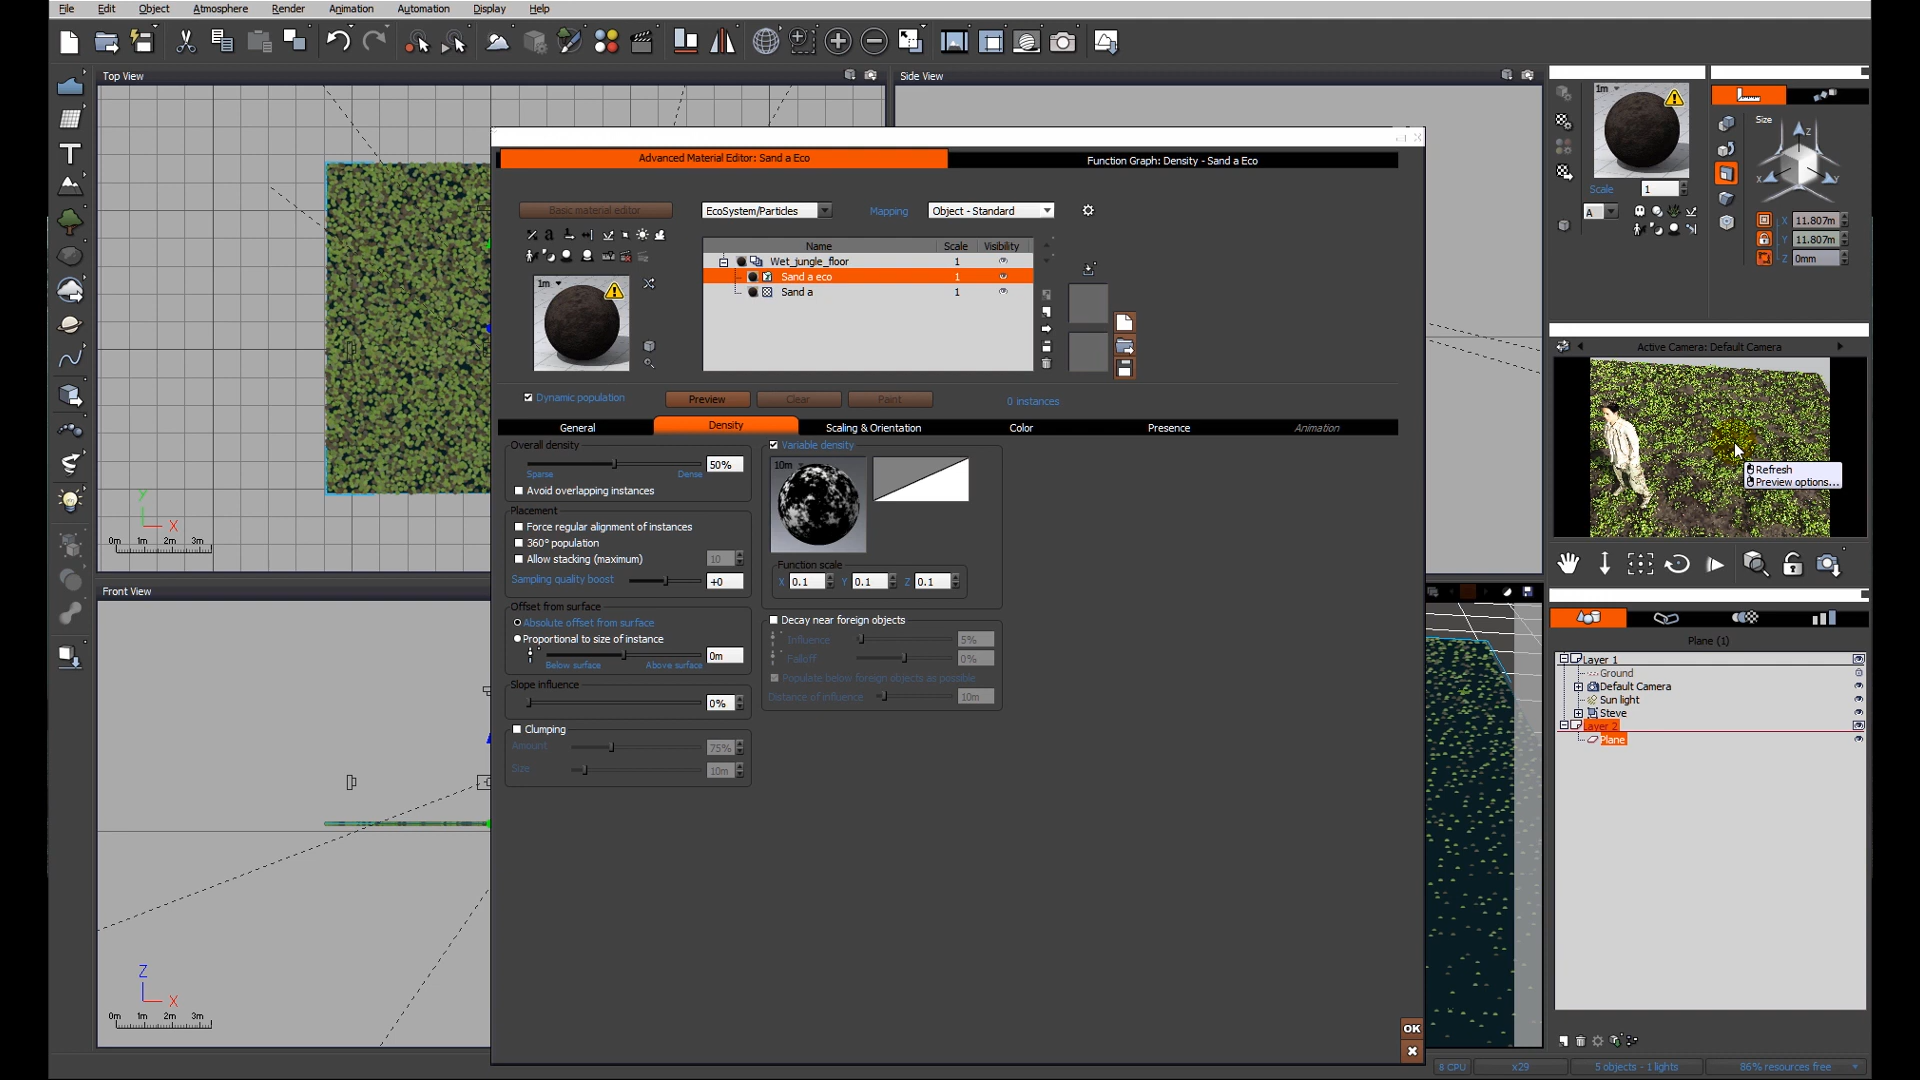 File Edit Object Atmosphere Render Animation Automation Display Help
Top View
Side View
Advanced Material Editor: Sand a Eco
Function Graph: Density - Sand a Eco
Basic material editor
EcoSystem/Particles
Mapping
Object - Standard
Name Scale Visibility
Wet_jungle_floor 1
Sand a eco 1
Sand a 1
1m
Dynamic population
Preview
Clear
Paint
0 instances
General
Density
Scaling & Orientation
Color
Presence
Animation
Overall density
50%
Sparse
Dense
Avoid overlapping instances
Placement
Force regular alignment of instances
360° population
Allow stacking (maximum) 10
Sampling quality boost +0
Offset from surface
Absolute offset from surface
Proportional to size of instance
0m
Below surface Above surface
Slope influence
0%
Clumping
Amount 75%
Size 10m
Variable density
10m
Function scale
X 0.1 Y 0.1 Z 0.1
Decay near foreign objects
Influence 5%
Falloff 0%
Populate below foreign objects as possible
Distance of influence 10m
OK
Y
X
0m 1m 2m 3m
Front View
Z
X
0m 1m 2m 3m
1m
Scale 1
A
Size
Z
X
Y
X 11.807m
Y 11.807m
Z 0mm
Active Camera: Default Camera
Refresh
Preview options...
Plane (1)
Layer 1
Ground
Default Camera
Sun light
Steve
Layer 2
Plane
8 CPU
x29
5 objects - 1 lights
86% resources free